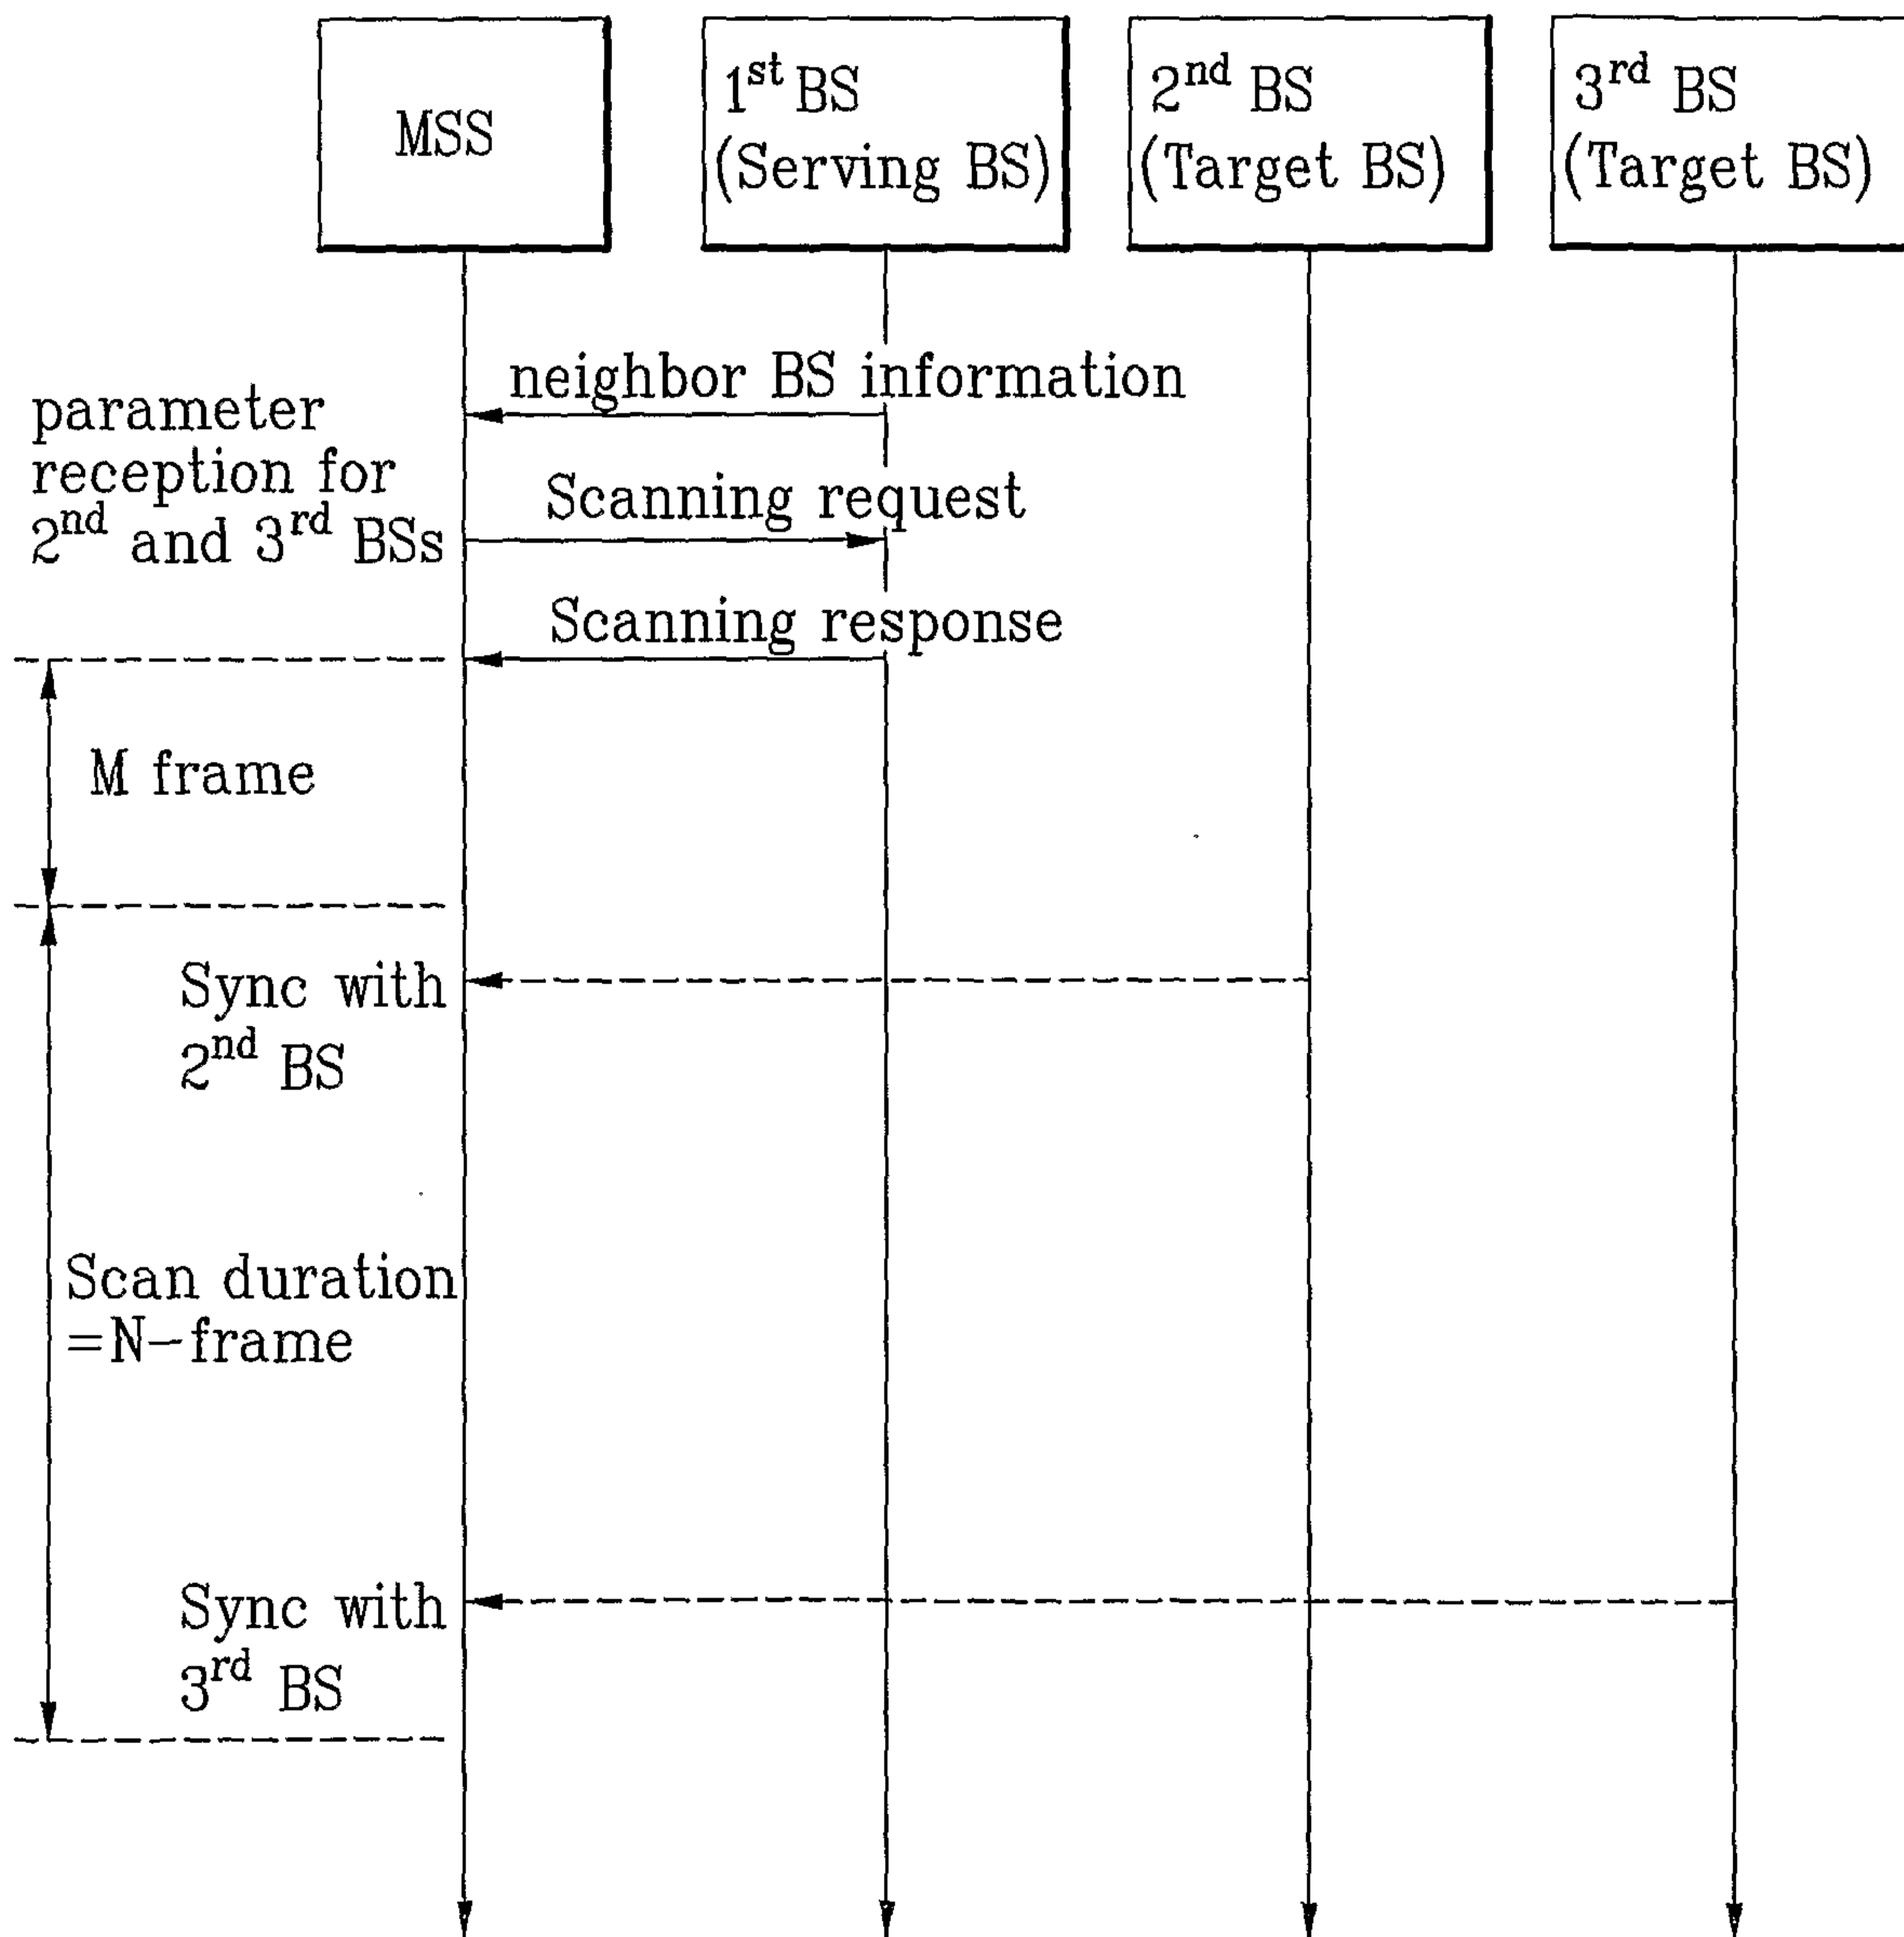 MSS
1st BS
(Serving BS)
2nd BS
(Target BS)
3rd BS
(Target BS)
neighbor BS information
parameter
reception for
2nd and 3rd BSs
Scanning request
Scanning response
M frame
Sync with
2nd BS
Scan duration
=N-frame
Sync with
3rd BS